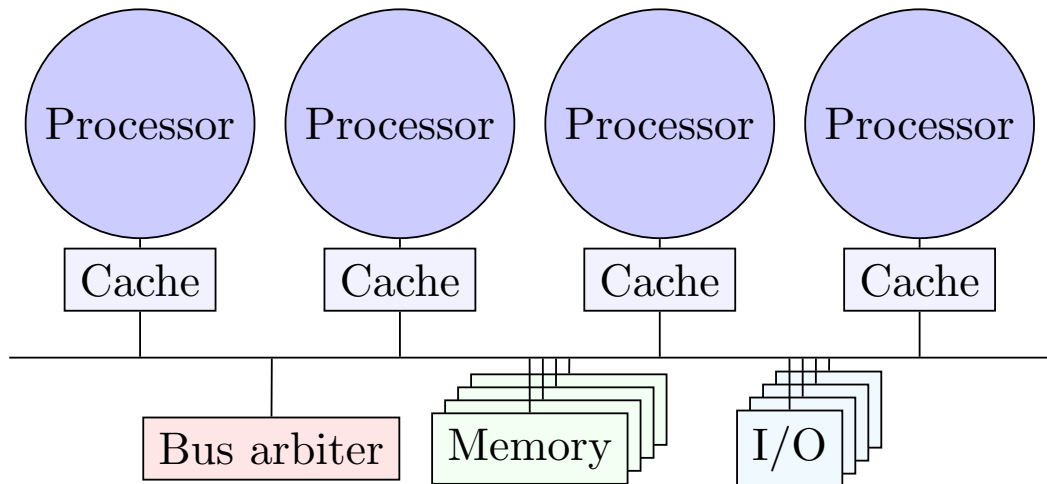 Processor Processor Processor Processor
Cache Cache Cache Cache
Bus arbiter Memory I/O